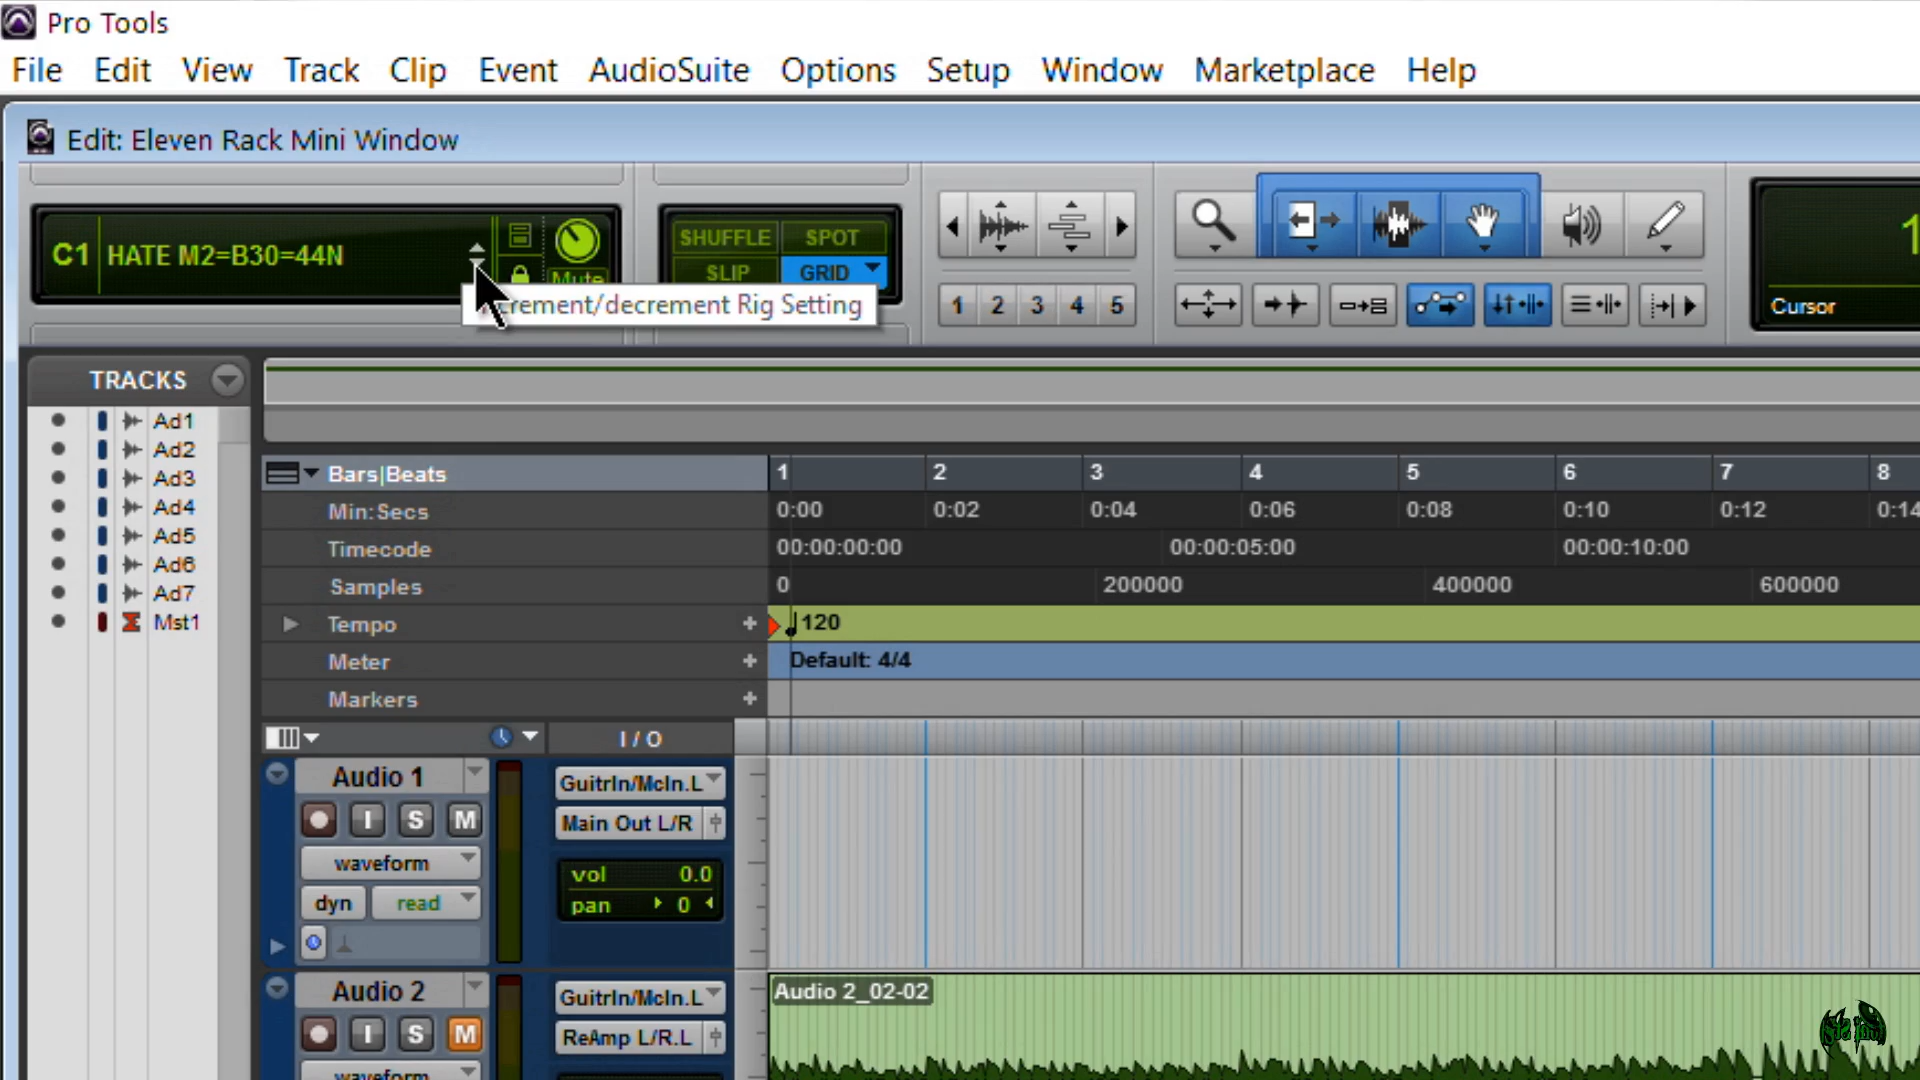 Pro Tools
File Edit View Track Clip Event AudioSuite Options Setup Window Marketplace Help
Edit: Eleven Rack Mini Window
C1 HATE M2=B30=44N
Mute
SHUFFLE SPOT
SLIP GRID
crement/decrement Rig Setting
1 2 3 4 5
1
Cursor
TRACKS
Ad1
Ad2
Ad3
Ad4
Ad5
Ad6
Ad7
Mst1
Bars|Beats 1 2 3 4 5 6 7 8
Min:Secs 0:00 0:02 0:04 0:06 0:08 0:10 0:12 0:14
Timecode 00:00:00:00 00:00:05:00 00:00:10:00
Samples 0 200000 400000 600000
Tempo + 120
Meter + Default: 4/4
Markers +
I / O
Audio 1 GuitrIn/McIn.L
I S M Main Out L/R
waveform
vol 0.0
dyn read
pan 0
Audio 2 GuitrIn/McIn.L
I S M ReAmp L/R.L
waveform
Audio 2_02-02